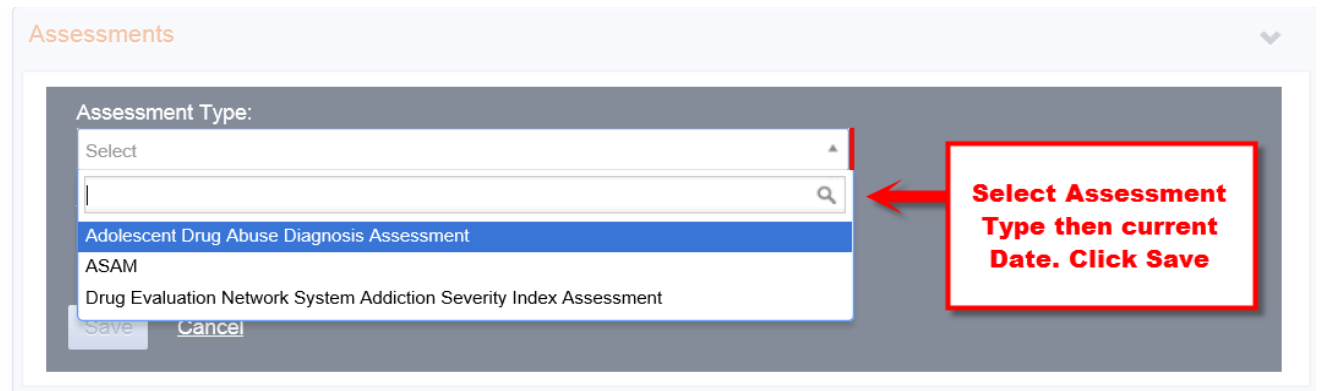 Assessments
Assessment Type:
Select
Adolescent Drug Abuse Diagnosis Assessment
ASAM
Drug Evaluation Network System Addiction Severity Index Assessment
Save Cancel
Select Assessment
Type then current
Date. Click Save